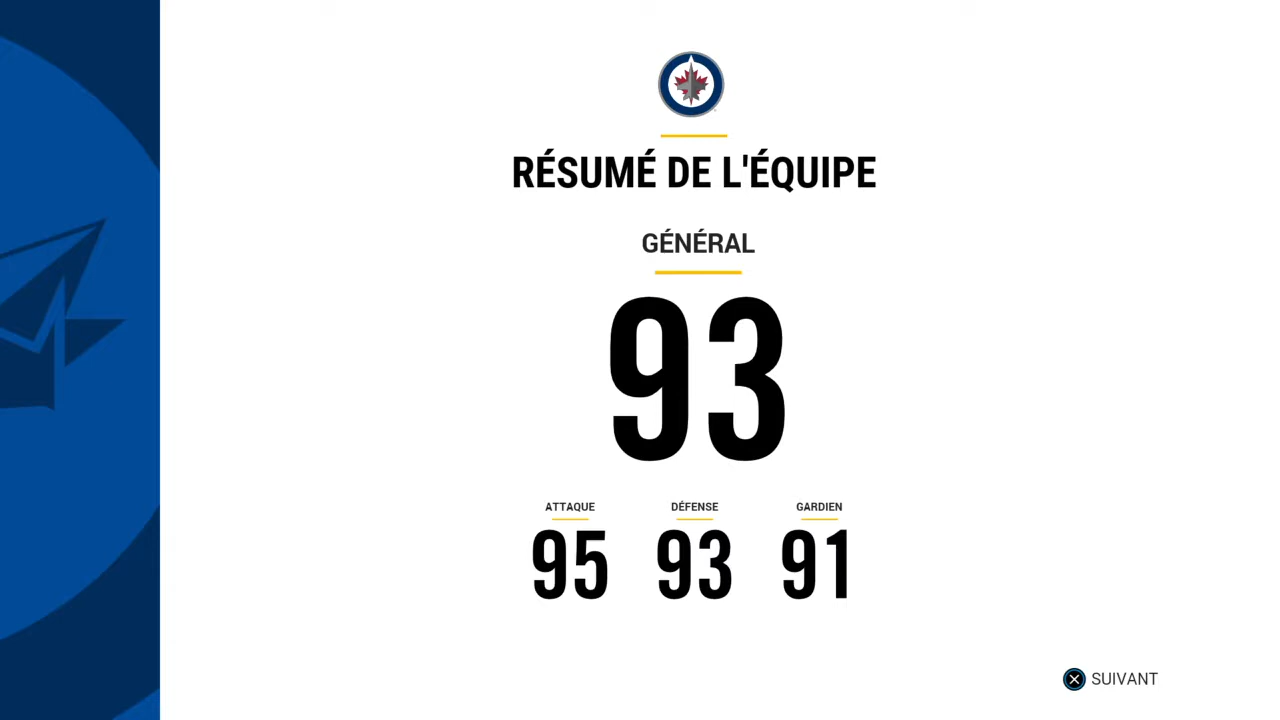 RÉSUMÉ DE L'ÉQUIPE
GÉNÉRAL
93
ATTAQUE DÉFENSE GARDIEN
95 93 91
SUIVANT